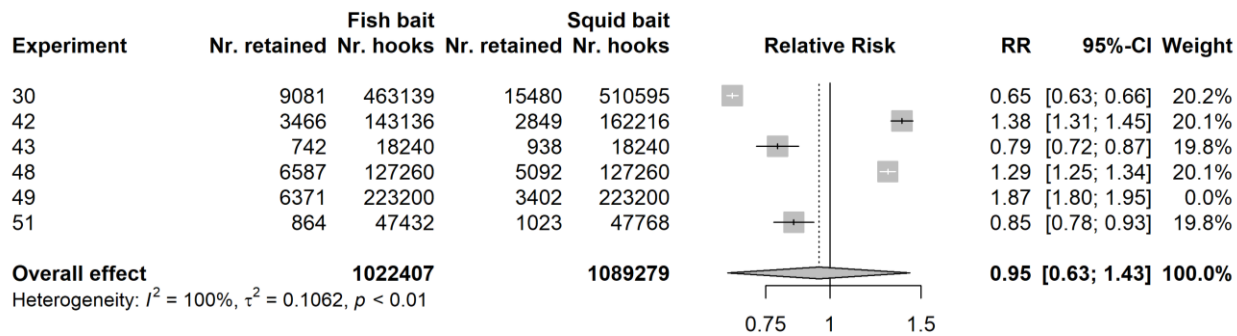 Fish bait Squid bait
Experiment Nr. retained Nr. hooks Nr. retained Nr. hooks Relative Risk RR 95%-CI Weight
30 9081 463139 15480 510595 0.65 [0.63; 0.66] 20.2%
42 3466 143136 2849 162216 1.38 [1.31; 1.45] 20.1%
43 742 18240 938 18240 0.79 [0.72; 0.87] 19.8%
48 6587 127260 5092 127260 1.29 [1.25; 1.34] 20.1%
49 6371 223200 3402 223200 1.87 [1.80; 1.95] 0.0%
51 864 47432 1023 47768 0.85 [0.78; 0.93] 19.8%
Overall effect 1022407 1089279 0.95 [0.63; 1.43] 100.0%
Heterogeneity: I² = 100%, τ² = 0.1062, p < 0.01
0.75 1 1.5